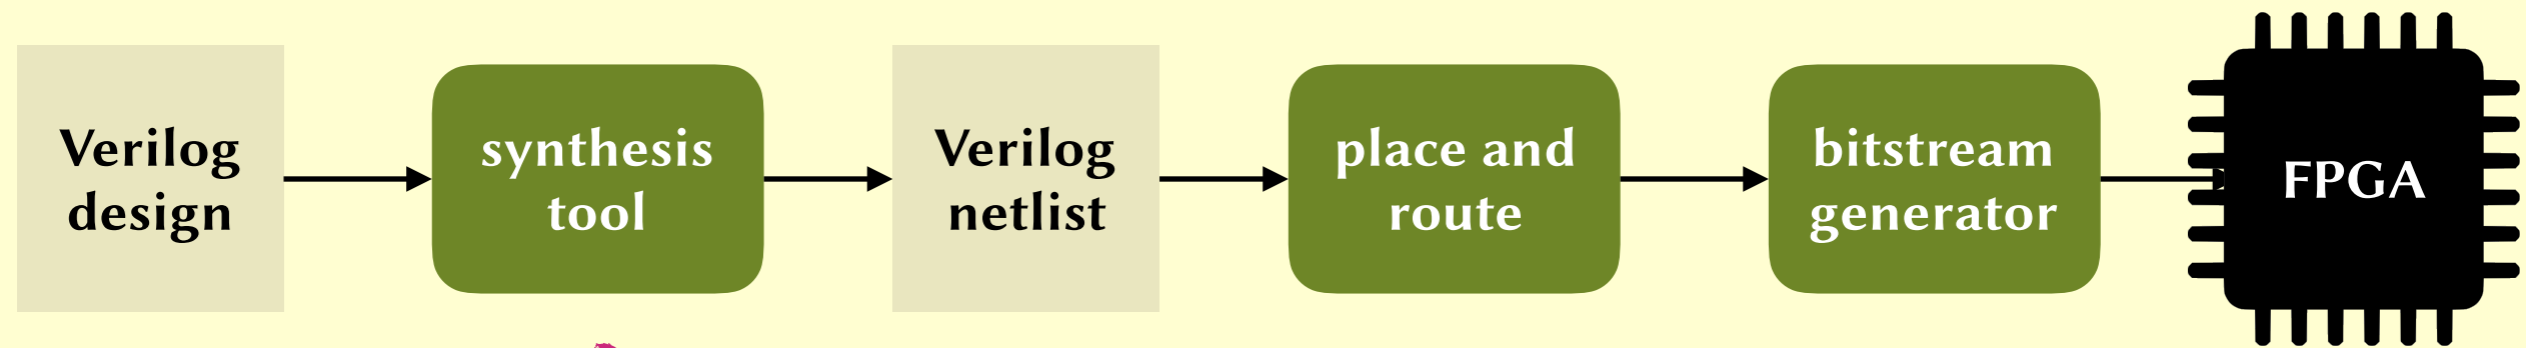 Verilog
design
synthesis
tool
Verilog
netlist
place and
route
bitstream
generator
FPGA